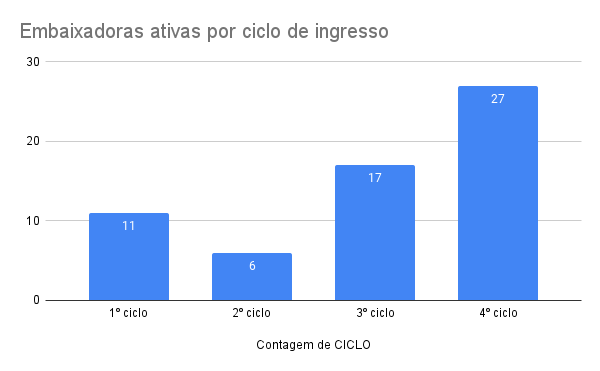 Embaixadoras ativas por ciclo de ingresso
30
20
10
0
11
6
17
27
1º ciclo
2º ciclo
3º ciclo
4º ciclo
Contagem de CICLO